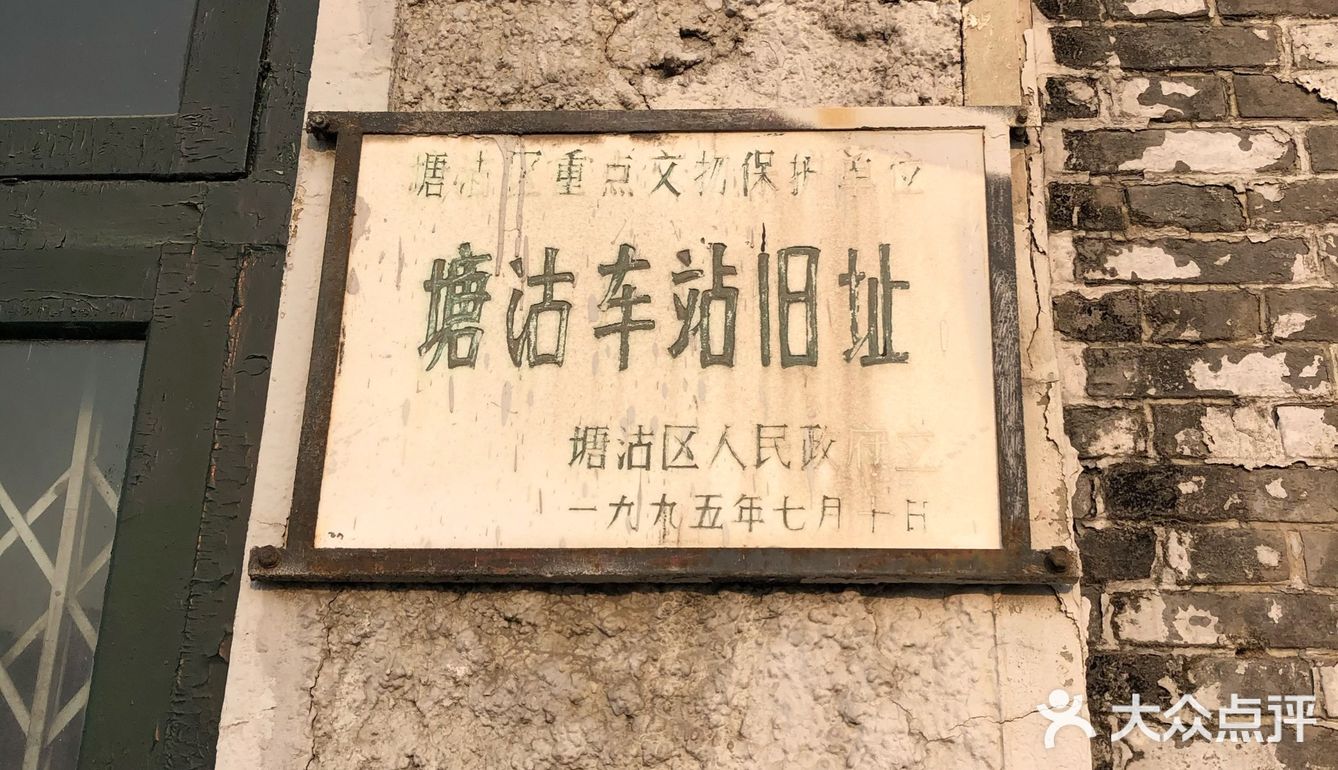 塘沽区重点文物保护单位
塘沽车站旧址
塘沽区人民政府立
一九九五年七月十日
大众点评